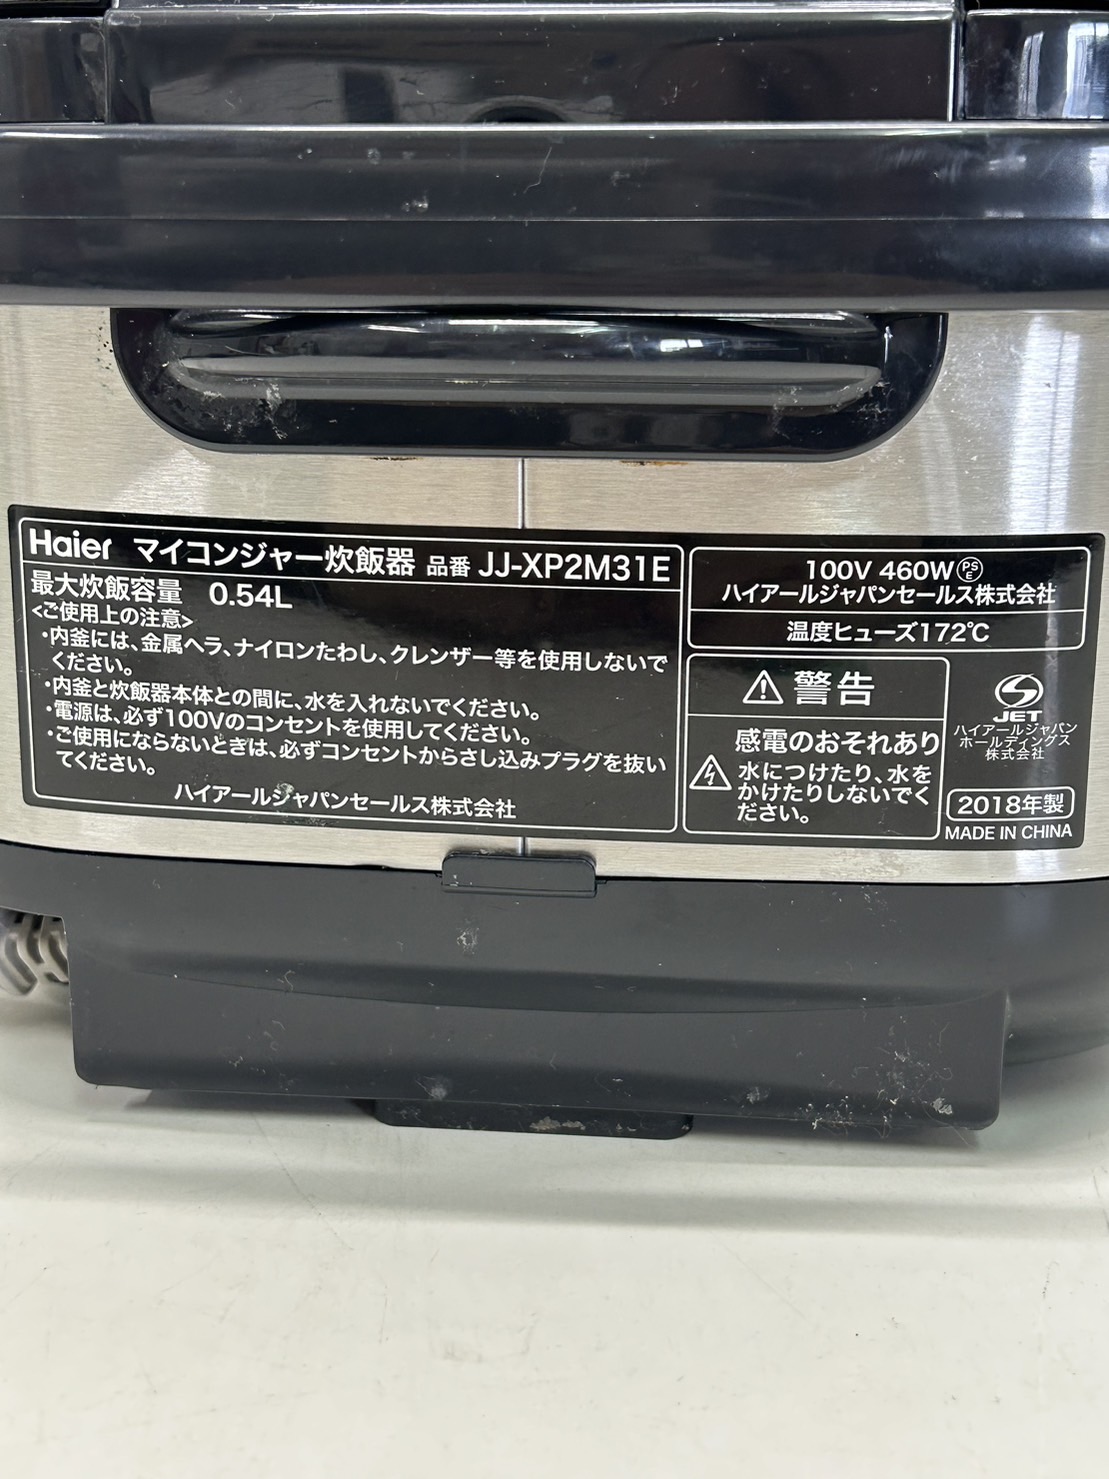 Haier マイコンジャー炊飯器 品番 JJ-XP2M31E
最大炊飯容量 0.54L
<ご使用上の注意>
・内釜には、金属ヘラ、ナイロンたわし、クレンザー等を使用しないで
ください。
・内釜と炊飯器本体との間に、水を入れないでください。
・電源は、必ず100Vのコンセントを使用してください。
・ご使用にならないときは、必ずコンセントからさし込みプラグを抜い
てください。
ハイアールジャパンセールス株式会社
100V 460W PSE
ハイアールジャパンセールス株式会社
温度ヒューズ172℃
警告
感電のおそれあり
水につけたり、水を
かけたりしないでく
ださい。
JET
ハイアールジャパン
ホールディングス
株式会社
2018年製
MADE IN CHINA